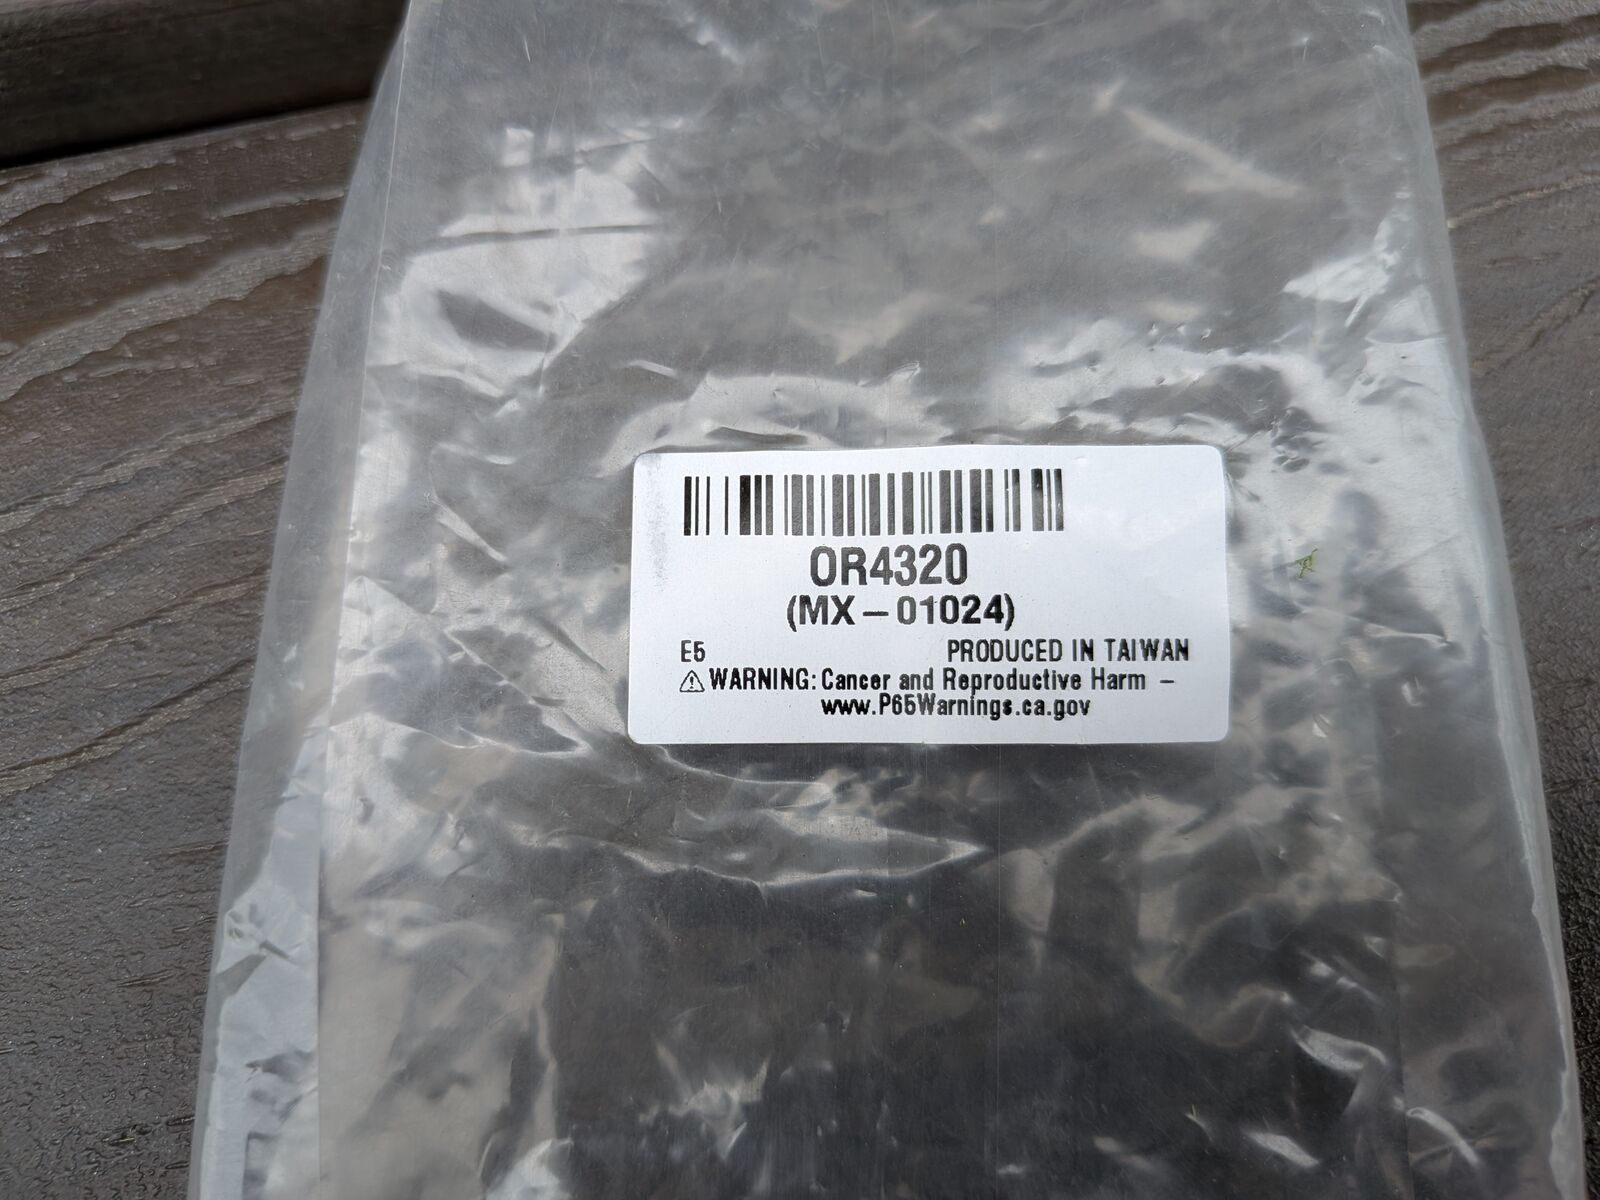 OR4320
(MX-01024)
E5 PRODUCED IN TAIWAN
⚠ WARNING: Cancer and Reproductive Harm -
www.P65Warnings.ca.gov